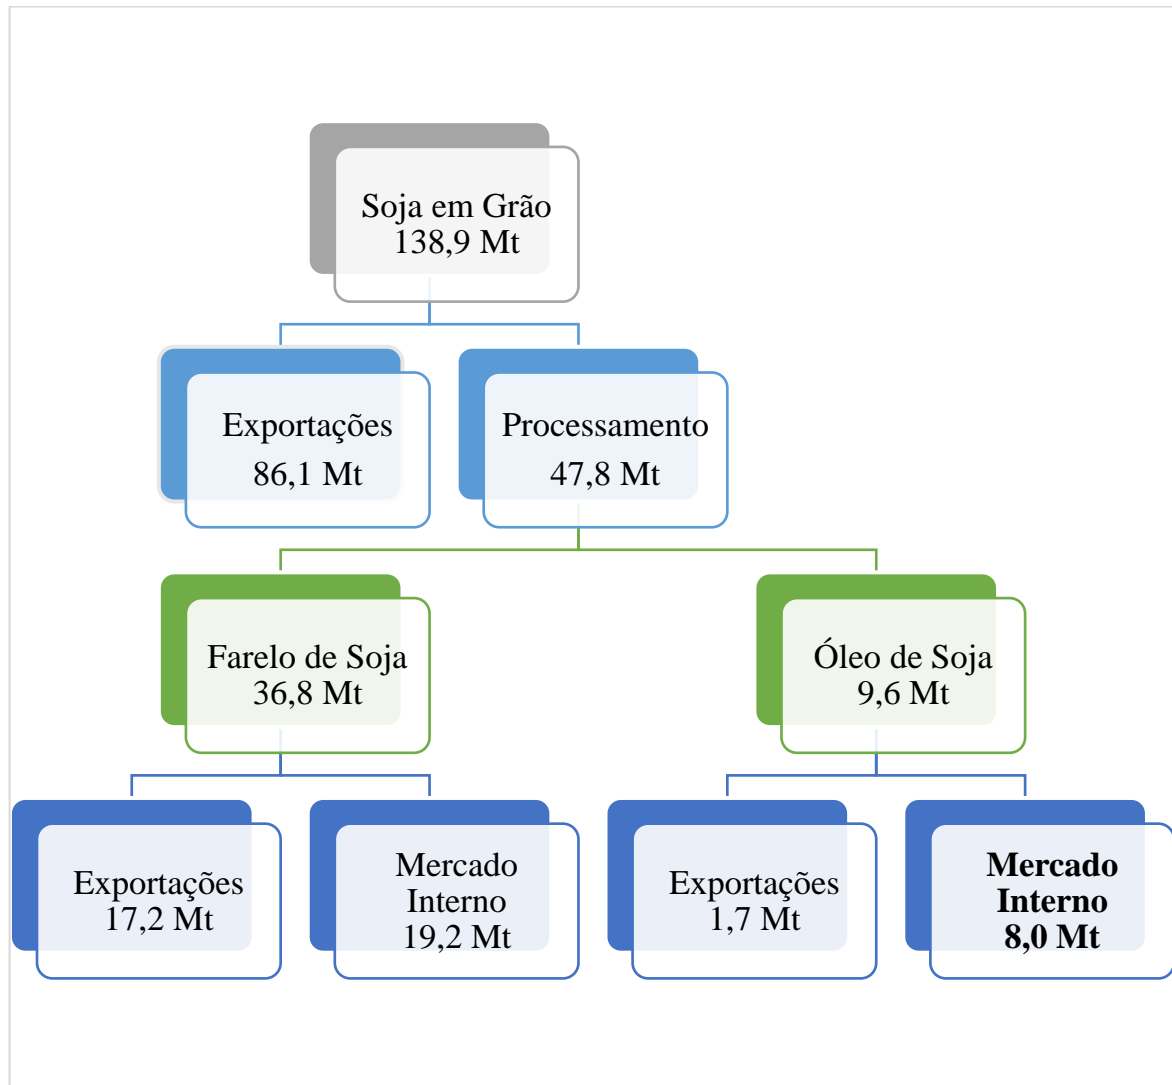 Soja em Grão
138,9 Mt
Exportações
86,1 Mt
Processamento
47,8 Mt
Farelo de Soja
36,8 Mt
Óleo de Soja
9,6 Mt
Exportações
17,2 Mt
Mercado
Interno
19,2 Mt
Exportações
1,7 Mt
Mercado
Interno
8,0 Mt